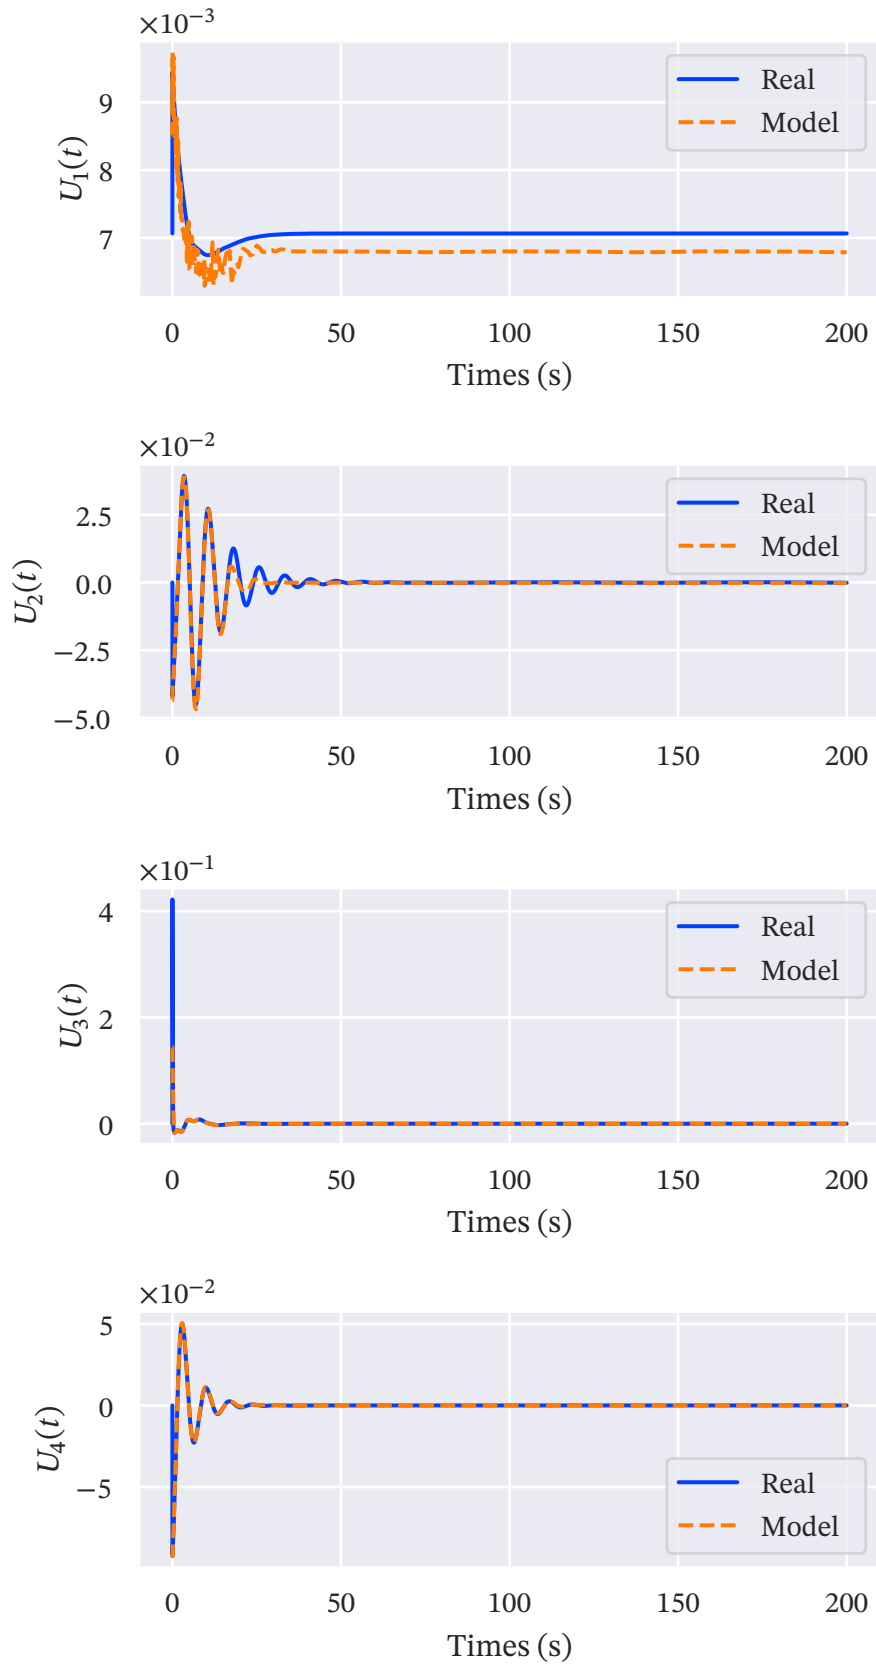 ×10⁻³
U₁(t)
9
8
7
Real
Model
0 50 100 150 200
Times (s)
×10⁻²
U₂(t)
2.5
0.0
−2.5
−5.0
Real
Model
0 50 100 150 200
Times (s)
×10⁻¹
U₃(t)
4
2
0
Real
Model
0 50 100 150 200
Times (s)
×10⁻²
U₄(t)
5
0
−5
Real
Model
0 50 100 150 200
Times (s)